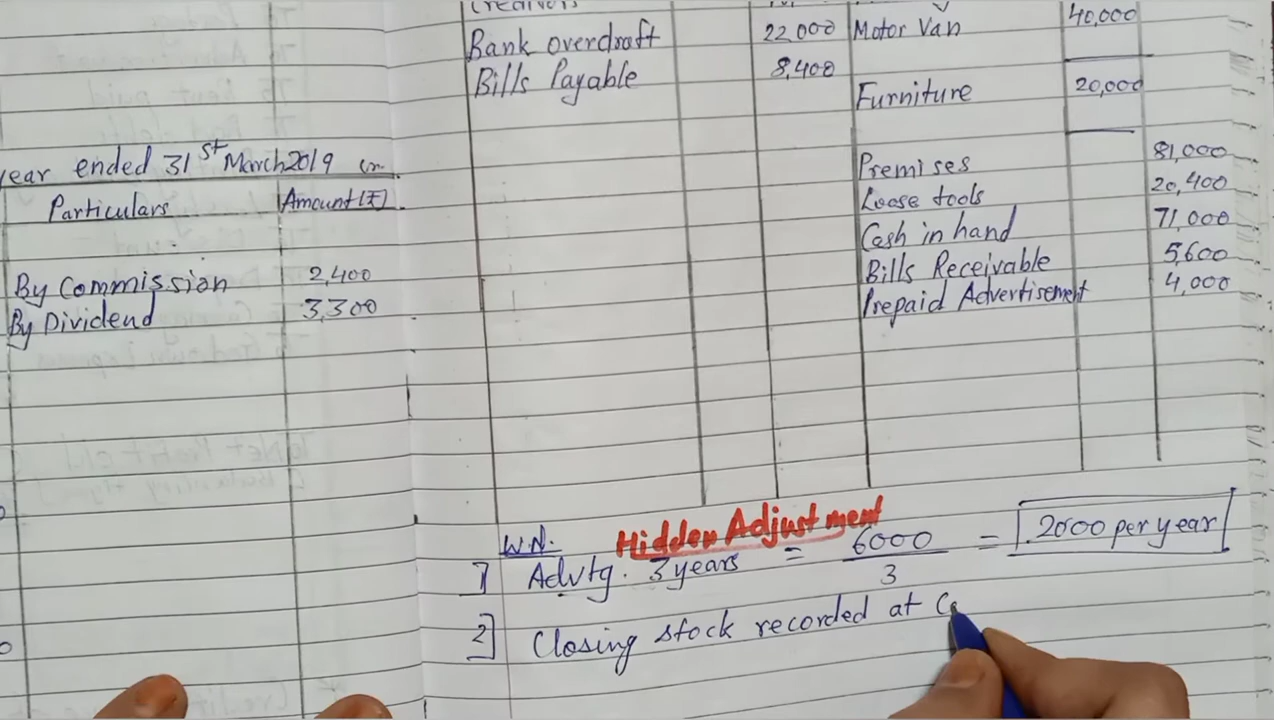 Creditors
Bank overdraft 22,000
Bills Payable 8,400
Motor Van 40,000
Furniture 20,000
Premises 81,000
Loose tools 20,400
Cash in hand 71,000
Bills Receivable 5,600
Prepaid Advertisement 4,000
year ended 31st March 2019
Particulars Amount (₹)
By Commission 2,400
By Dividend 3,300
W.N. Hidden Adjustment
1] Advtg. 3 years = 6000 / 3 = 2000 per year
2] Closing stock recorded at